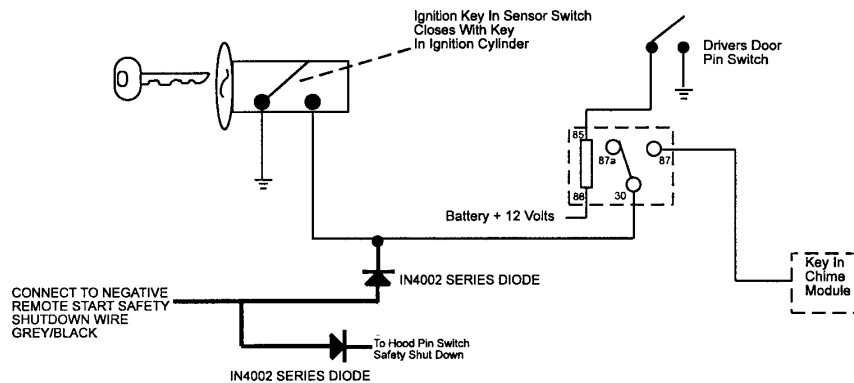 Ignition Key In Sensor Switch
Closes With Key
In Ignition Cylinder
Drivers Door
Pin Switch
85
87a
87
86
30
Battery + 12 Volts
Key In
Chime
Module
IN4002 SERIES DIODE
CONNECT TO NEGATIVE
REMOTE START SAFETY
SHUTDOWN WIRE
GREY/BLACK
To Hood Pin Switch
Safety Shut Down
IN4002 SERIES DIODE